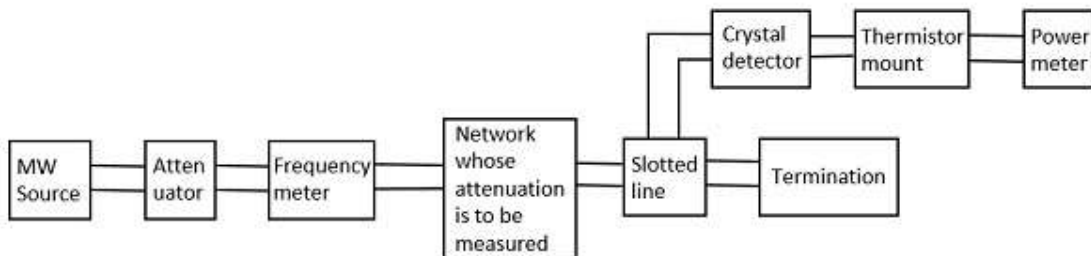 MW
Source
Atten
uator
Frequency
meter
Network
whose
attenuation
is to be
measured
Slotted
line
Crystal
detector
Thermistor
mount
Power
meter
Termination